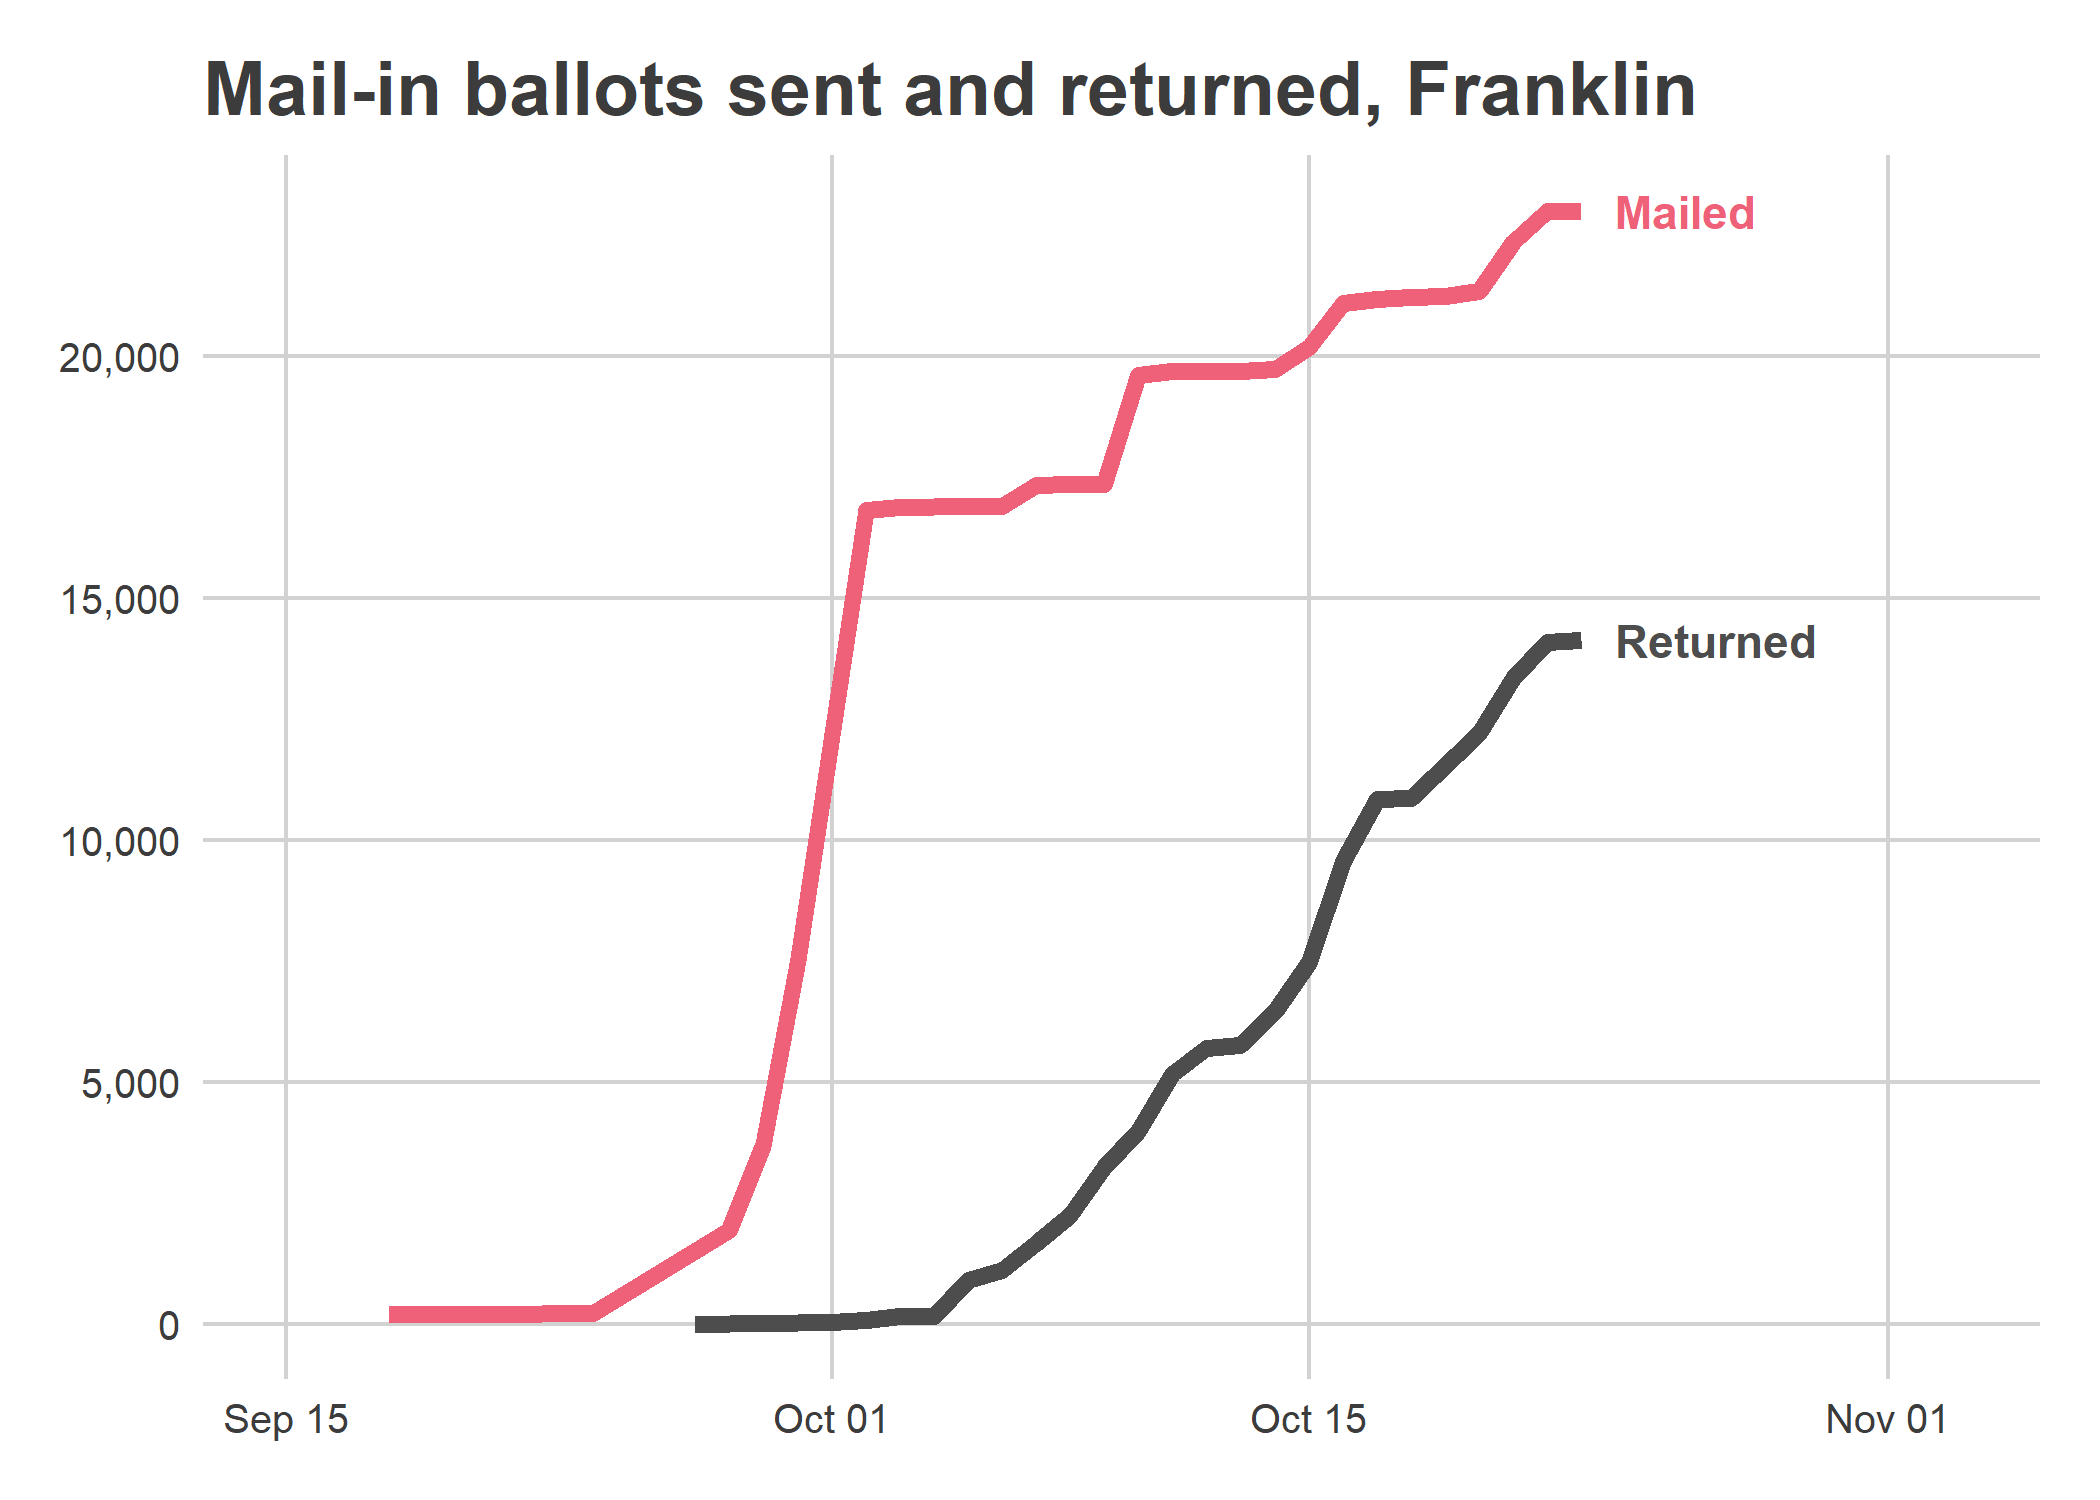 Mail-in ballots sent and returned, Franklin
Mailed
20,000
15,000
Returned
10,000
5,000
0
Sep 15
Oct 01
Oct 15
Nov 01